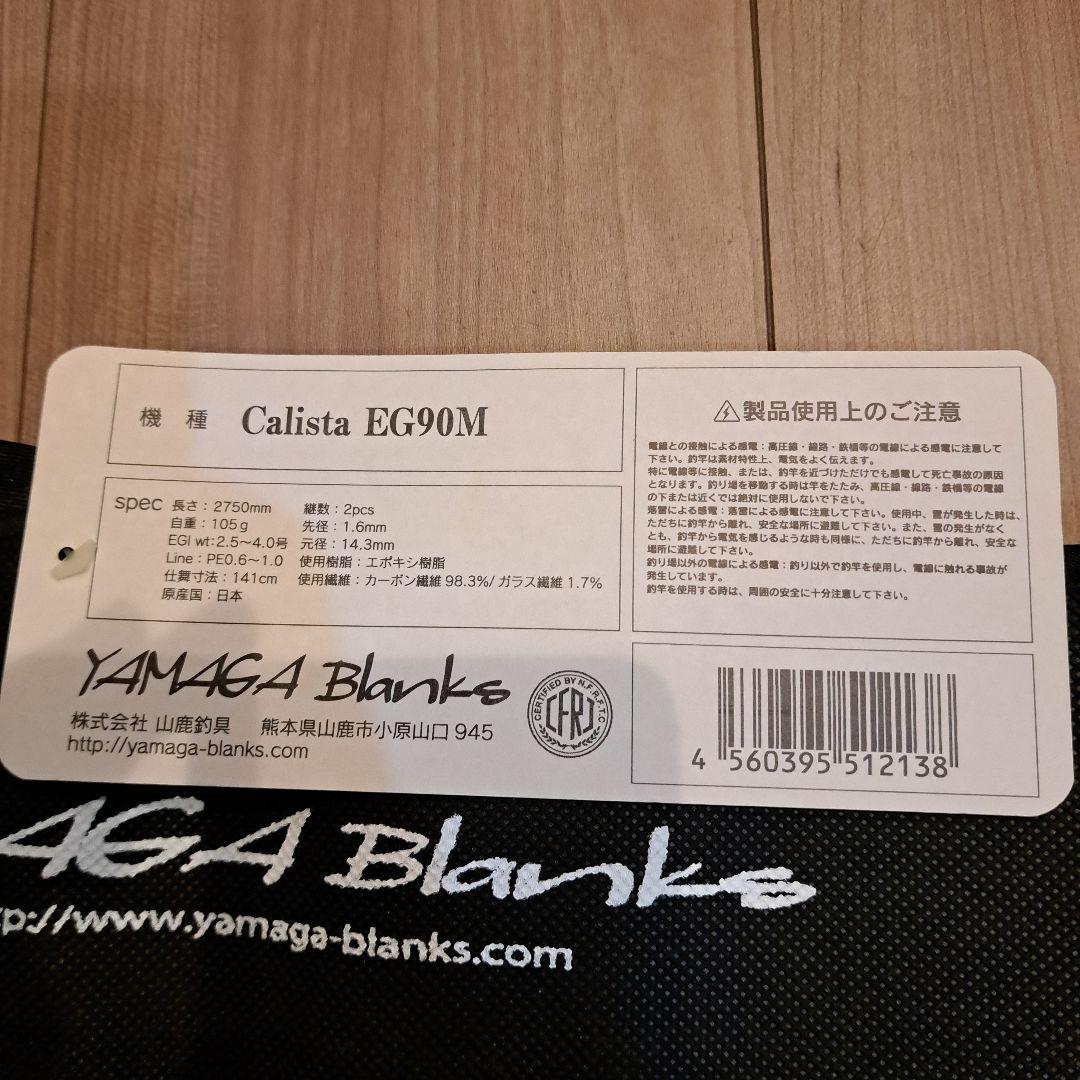 機 種 Calista EG90M
spec 長さ：2750mm 継数：2pcs
自重：105g 先径：1.6mm
EGI wt：2.5〜4.0号 元径：14.3mm
Line：PE0.6〜1.0 使用樹脂：エポキシ樹脂
仕舞寸法：141cm 使用繊維：カーボン繊維 98.3%/ ガラス繊維 1.7%
原産国：日本
YAMAGA Blanks
株式会社 山鹿釣具 熊本県山鹿市小原山口 945
http://yamaga-blanks.com
CERTIFIED BY N.F.R.F.T.C.
CFRJ
製品使用上のご注意
電線との接触による感電：高圧線・線路・鉄橋等の電線による感電に注意して
下さい。釣竿は素材特性上、電気をよく伝えます。
特に電線等に接触、または、釣竿を近づけただけでも感電して死亡事故の原因
となります。釣り場を移動する時は竿をたたみ、高圧線・線路・鉄橋等の電線
の下または近くでは絶対に使用しないで下さい。
落雷による感電：落雷による感電に注意して下さい。使用中、雷が発生した時は、
ただちに釣竿から離れ、安全な場所に避難して下さい。また、雷の発生がなく
とも、釣竿から電気を感じるような時も同様に、ただちに釣竿から離れ、安全な
場所に避難して下さい。
釣り場以外の電線による感電：釣り以外で釣竿を使用し、電線に触れる事故が
発生しています。
釣竿を使用する時は、周囲の安全に十分注意して下さい。
4 560395 512138
AGA Blanks
p://www.yamaga-blanks.com